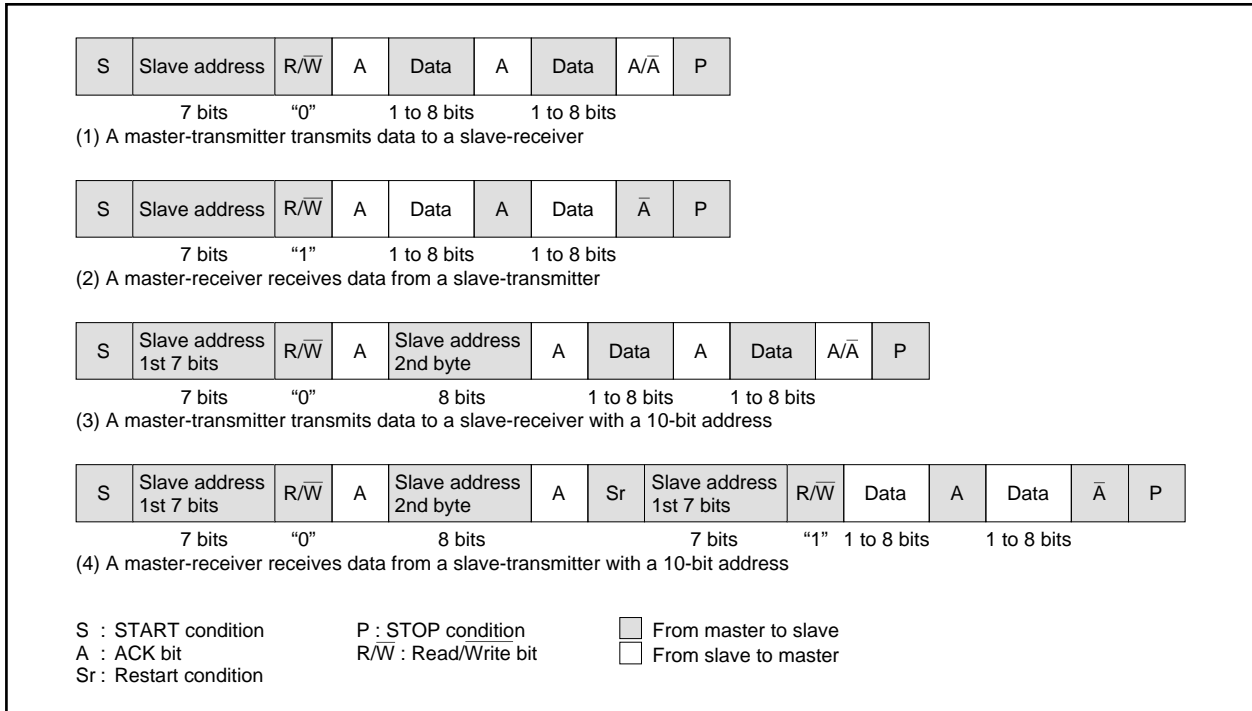 S Slave address R/W̅ A Data A Data A/A̅ P
7 bits “0” 1 to 8 bits 1 to 8 bits
(1) A master-transmitter transmits data to a slave-receiver
S Slave address R/W̅ A Data A Data A̅ P
7 bits “1” 1 to 8 bits 1 to 8 bits
(2) A master-receiver receives data from a slave-transmitter
S Slave address 1st 7 bits R/W̅ A Slave address 2nd byte A Data A Data A/A̅ P
7 bits “0” 8 bits 1 to 8 bits 1 to 8 bits
(3) A master-transmitter transmits data to a slave-receiver with a 10-bit address
S Slave address 1st 7 bits R/W̅ A Slave address 2nd byte A Sr Slave address 1st 7 bits R/W̅ Data A Data A̅ P
7 bits “0” 8 bits 7 bits “1” 1 to 8 bits 1 to 8 bits
(4) A master-receiver receives data from a slave-transmitter with a 10-bit address
S : START condition P : STOP condition From master to slave
A : ACK bit R/W̅ : Read/W̅r̅i̅t̅e̅ bit From slave to master
Sr : Restart condition